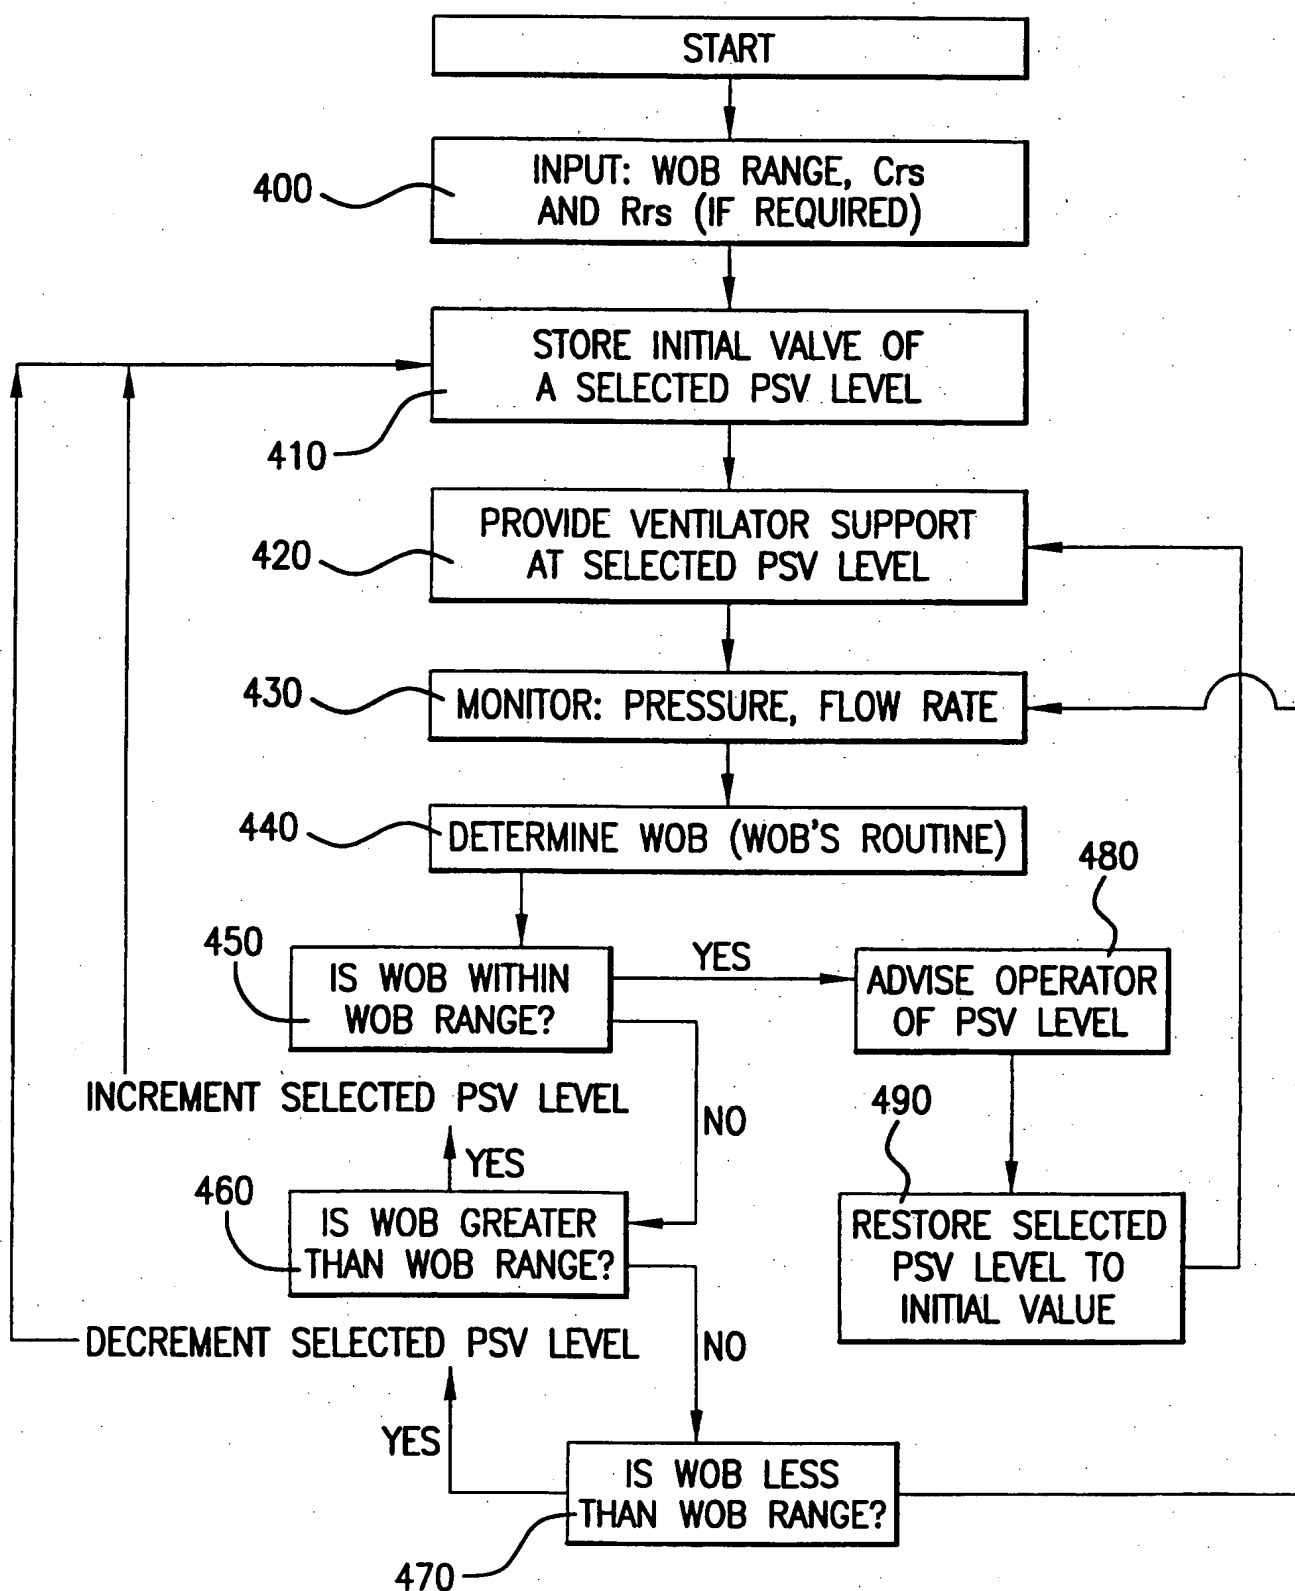 START
400
INPUT: WOB RANGE, Crs
AND Rrs (IF REQUIRED)
STORE INITIAL VALVE OF
A SELECTED PSV LEVEL
410
PROVIDE VENTILATOR SUPPORT
AT SELECTED PSV LEVEL
420
430
MONITOR: PRESSURE, FLOW RATE
440
DETERMINE WOB (WOB'S ROUTINE)
480
450
IS WOB WITHIN
WOB RANGE?
YES
ADVISE OPERATOR
OF PSV LEVEL
INCREMENT SELECTED PSV LEVEL
NO
490
YES
460
IS WOB GREATER
THAN WOB RANGE?
RESTORE SELECTED
PSV LEVEL TO
INITIAL VALUE
DECREMENT SELECTED PSV LEVEL
NO
YES
IS WOB LESS
THAN WOB RANGE?
470